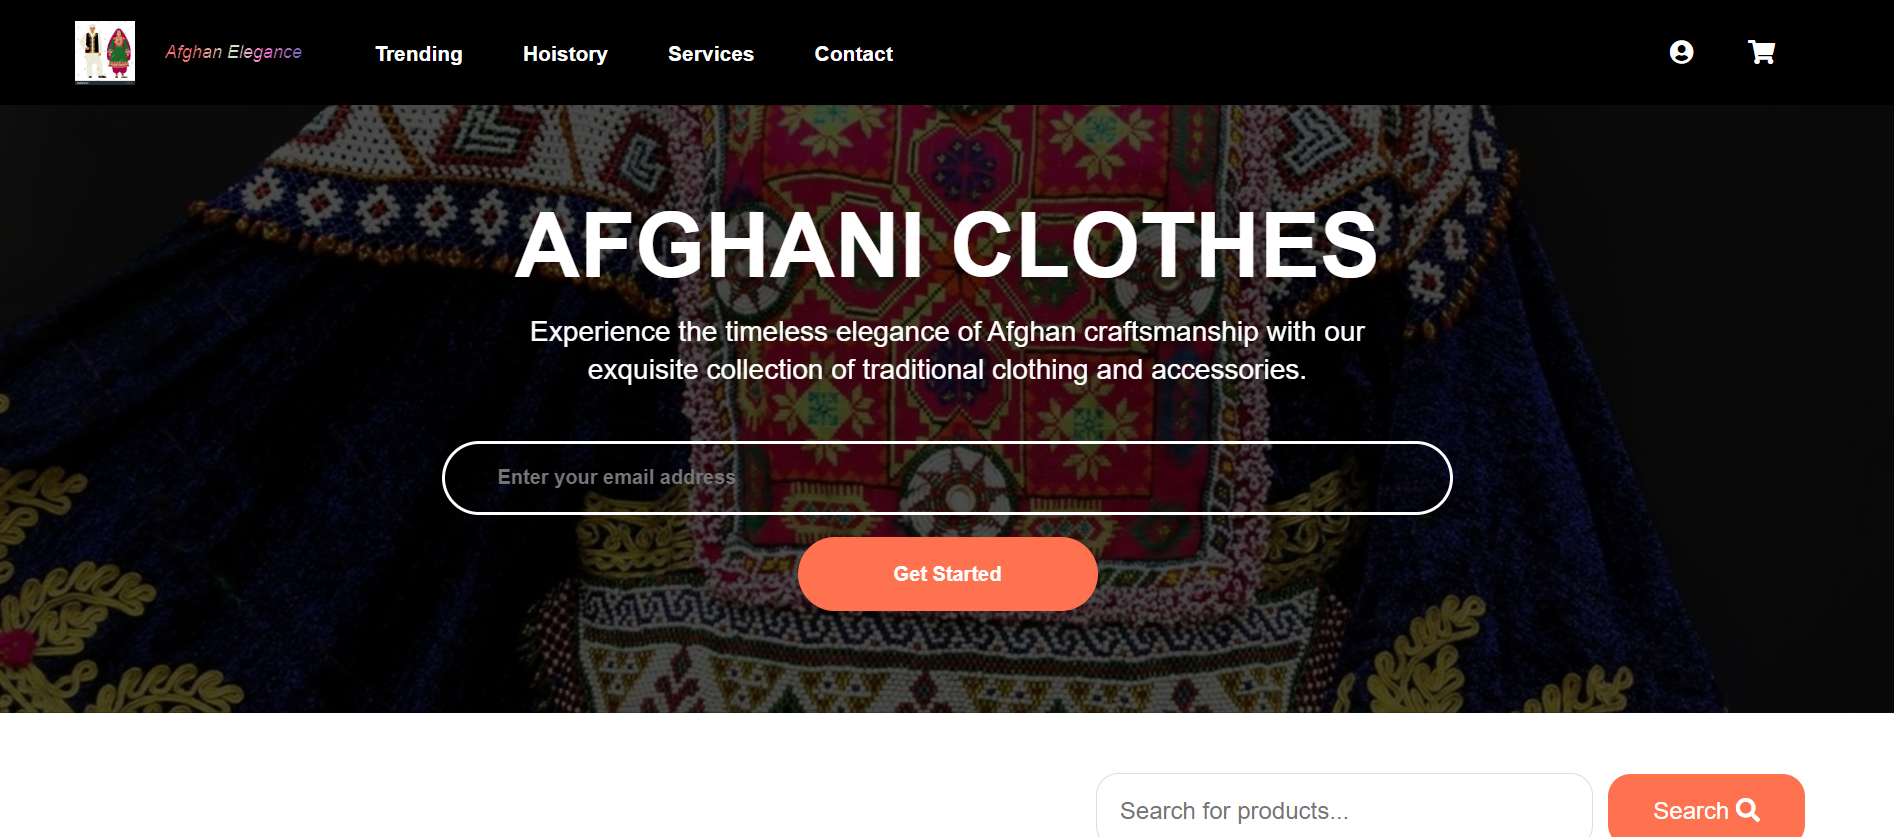 Afghan Elegance
Trending
Hoistory
Services
Contact
AFGHANI CLOTHES
Experience the timeless elegance of Afghan craftsmanship with our
exquisite collection of traditional clothing and accessories.
Enter your email address
Get Started
Search for products...
Search